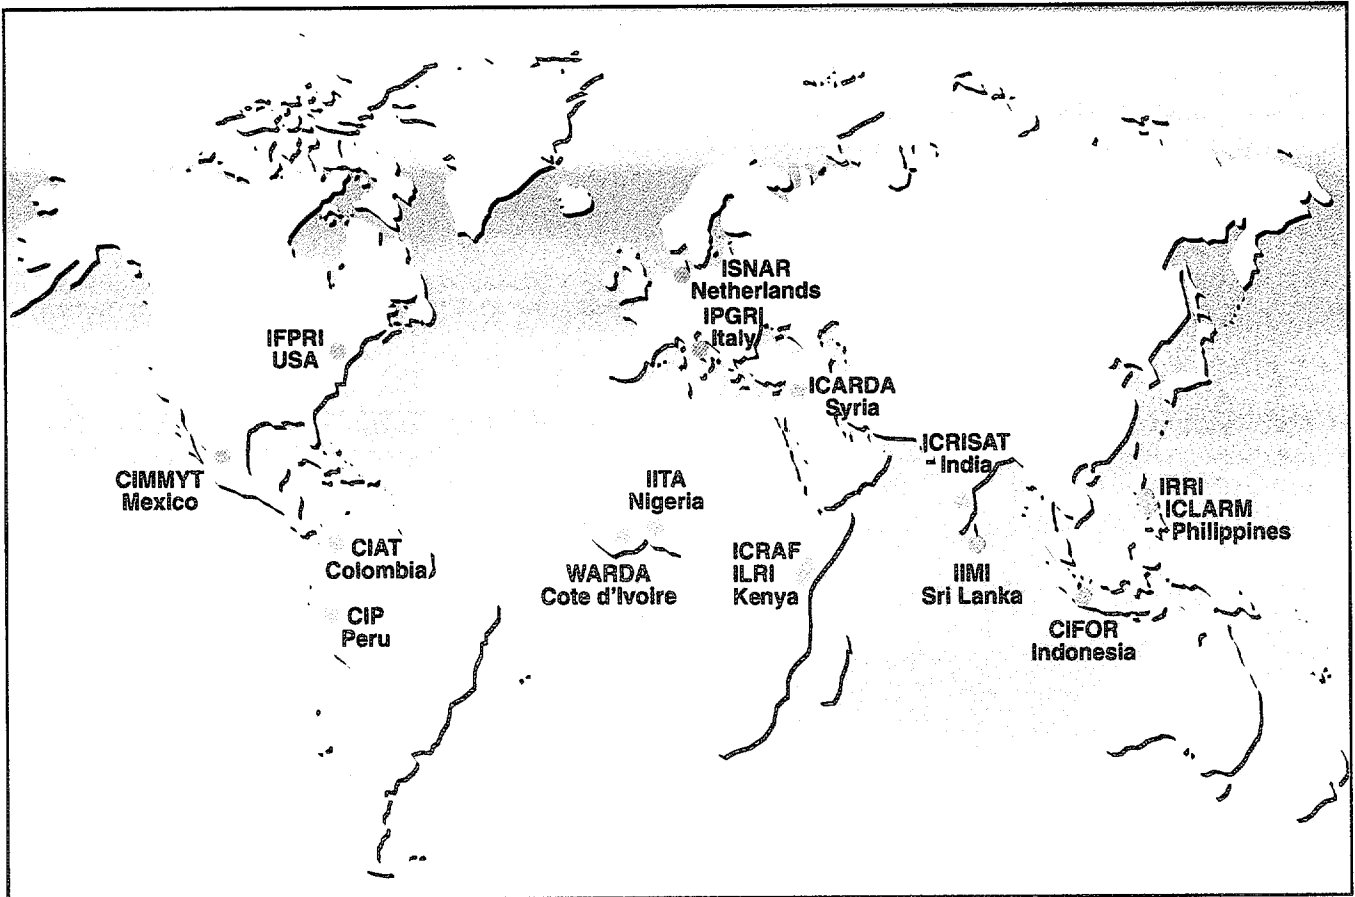 ISNAR
Netherlands
IPGRI
Italy
IFPRI
USA
ICARDA
Syria
ICRISAT
India
CIMMYT
Mexico
IITA
Nigeria
IRRI
ICLARM
Philippines
CIAT
Colombia
WARDA
Cote d'Ivoire
ICRAF
ILRI
Kenya
IIMI
Sri Lanka
CIP
Peru
CIFOR
Indonesia